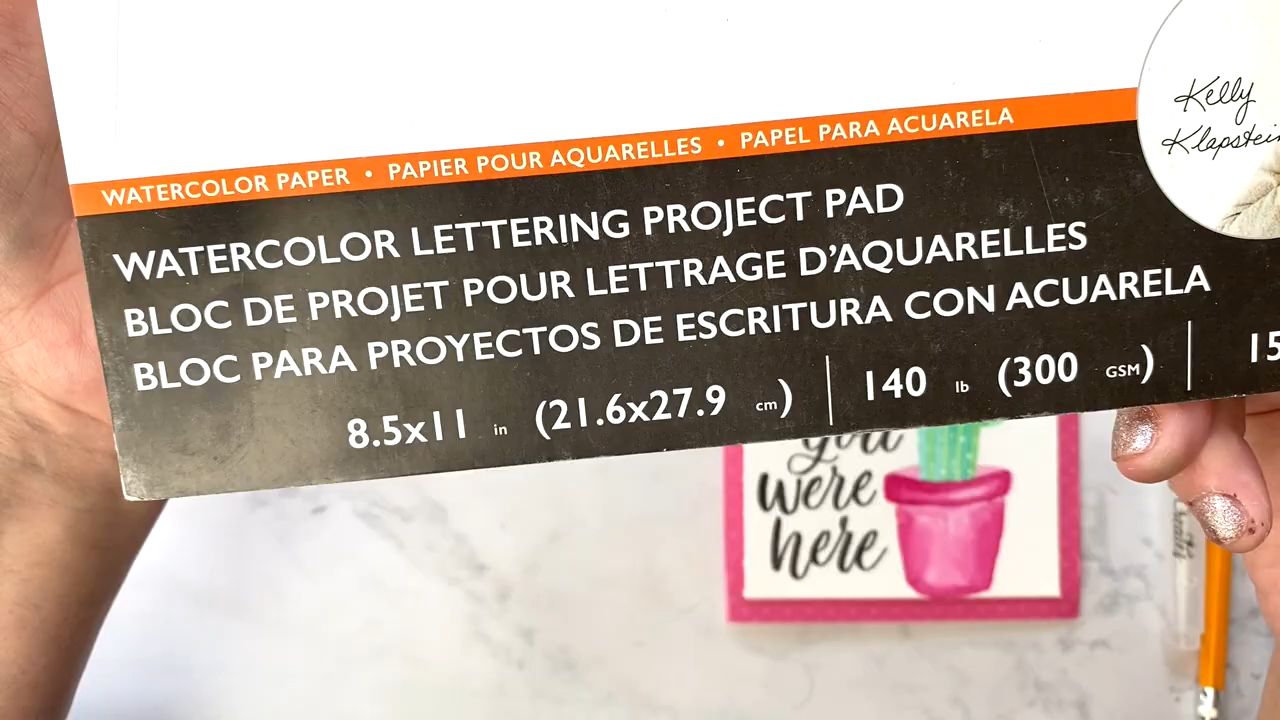 Kelly
Klapstein
WATERCOLOR PAPER • PAPIER POUR AQUARELLES • PAPEL PARA ACUARELA
WATERCOLOR LETTERING PROJECT PAD
BLOC DE PROJET POUR LETTRAGE D'AQUARELLES
BLOC PARA PROYECTOS DE ESCRITURA CON ACUARELA
8.5x11 in (21.6x27.9 cm) | 140 lb (300 GSM) | 15
you
were
here